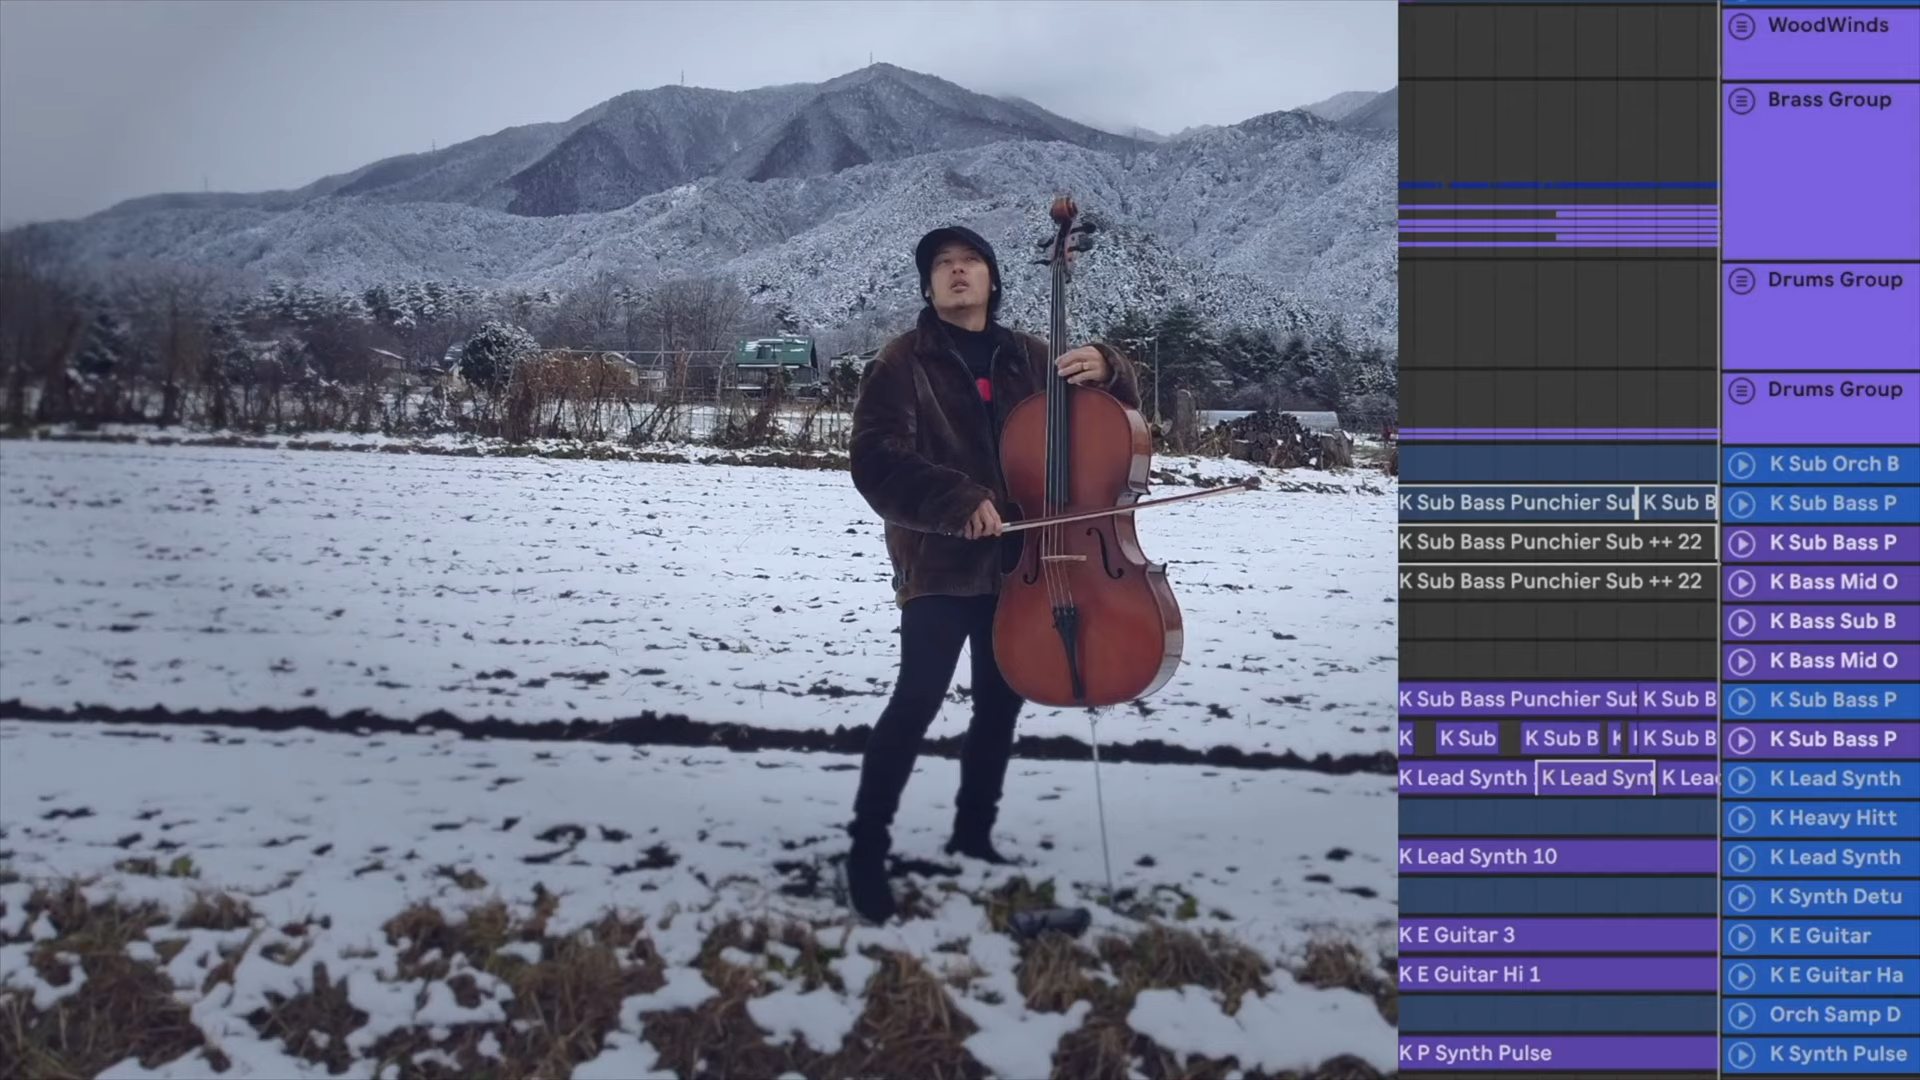 WoodWinds
Brass Group
Drums Group
Drums Group
K Sub Orch B
K Sub Bass Punchier Su K Sub B K Sub Bass P
K Sub Bass Punchier Sub ++ 22 K Sub Bass P
K Sub Bass Punchier Sub ++ 22 K Bass Mid O
K Bass Sub B
K Bass Mid O
K Sub Bass Punchier Sub K Sub B K Sub Bass P
K K Sub K Sub B K K Sub B K Sub Bass P
K Lead Synth K Lead Synt K Lead K Lead Synth
K Heavy Hitt
K Lead Synth 10 K Lead Synth
K Synth Detu
K E Guitar 3 K E Guitar
K E Guitar Hi 1 K E Guitar Ha
Orch Samp D
K P Synth Pulse K Synth Pulse